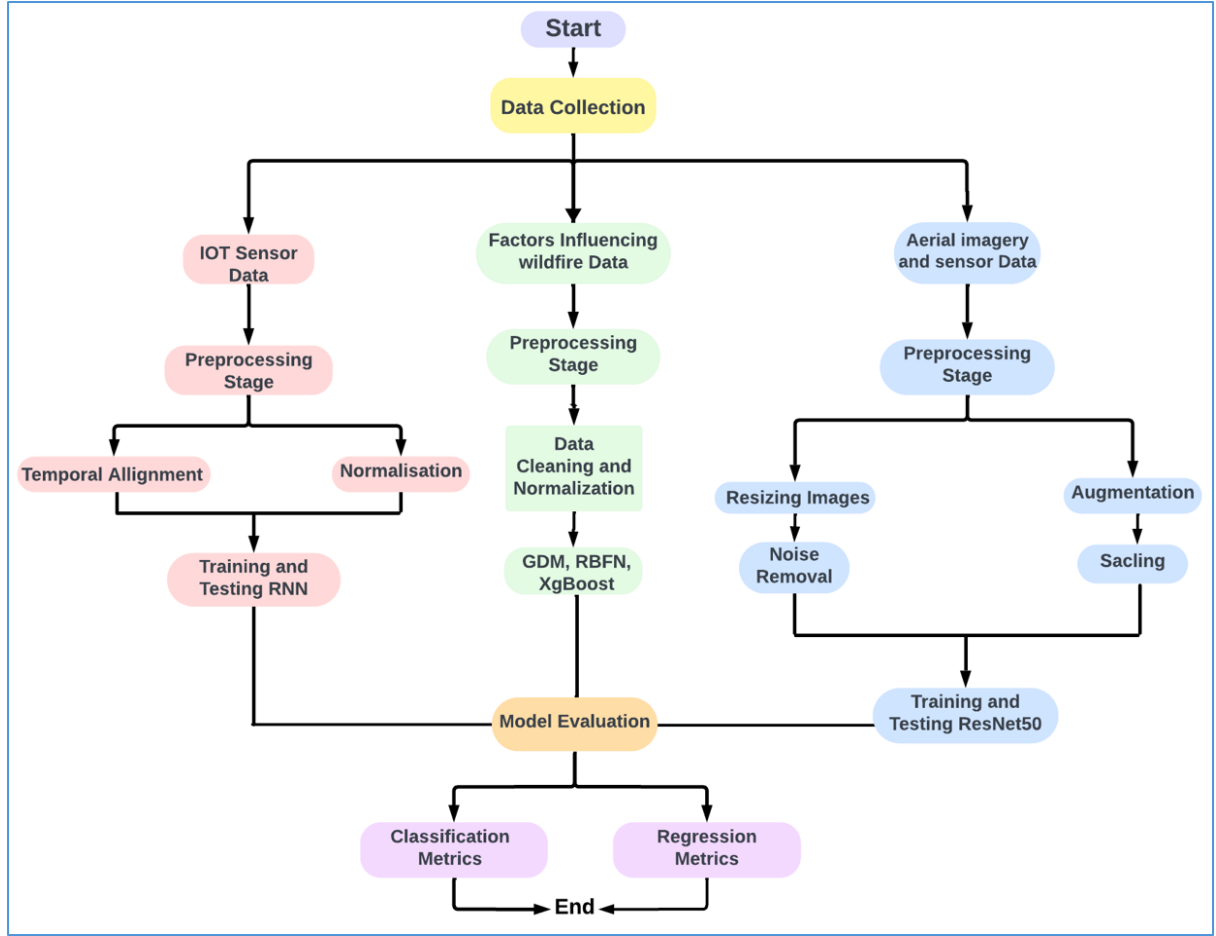 Start
Data Collection
IOT Sensor
Data
Factors Influencing
wildfire Data
Aerial imagery
and sensor Data
Preprocessing
Stage
Preprocessing
Stage
Preprocessing
Stage
Temporal Allignment
Normalisation
Data
Cleaning and
Normalization
Resizing Images
Augmentation
Training and
Testing RNN
GDM, RBFN,
XgBoost
Noise
Removal
Sacling
Model Evaluation
Training and
Testing ResNet50
Classification
Metrics
Regression
Metrics
End